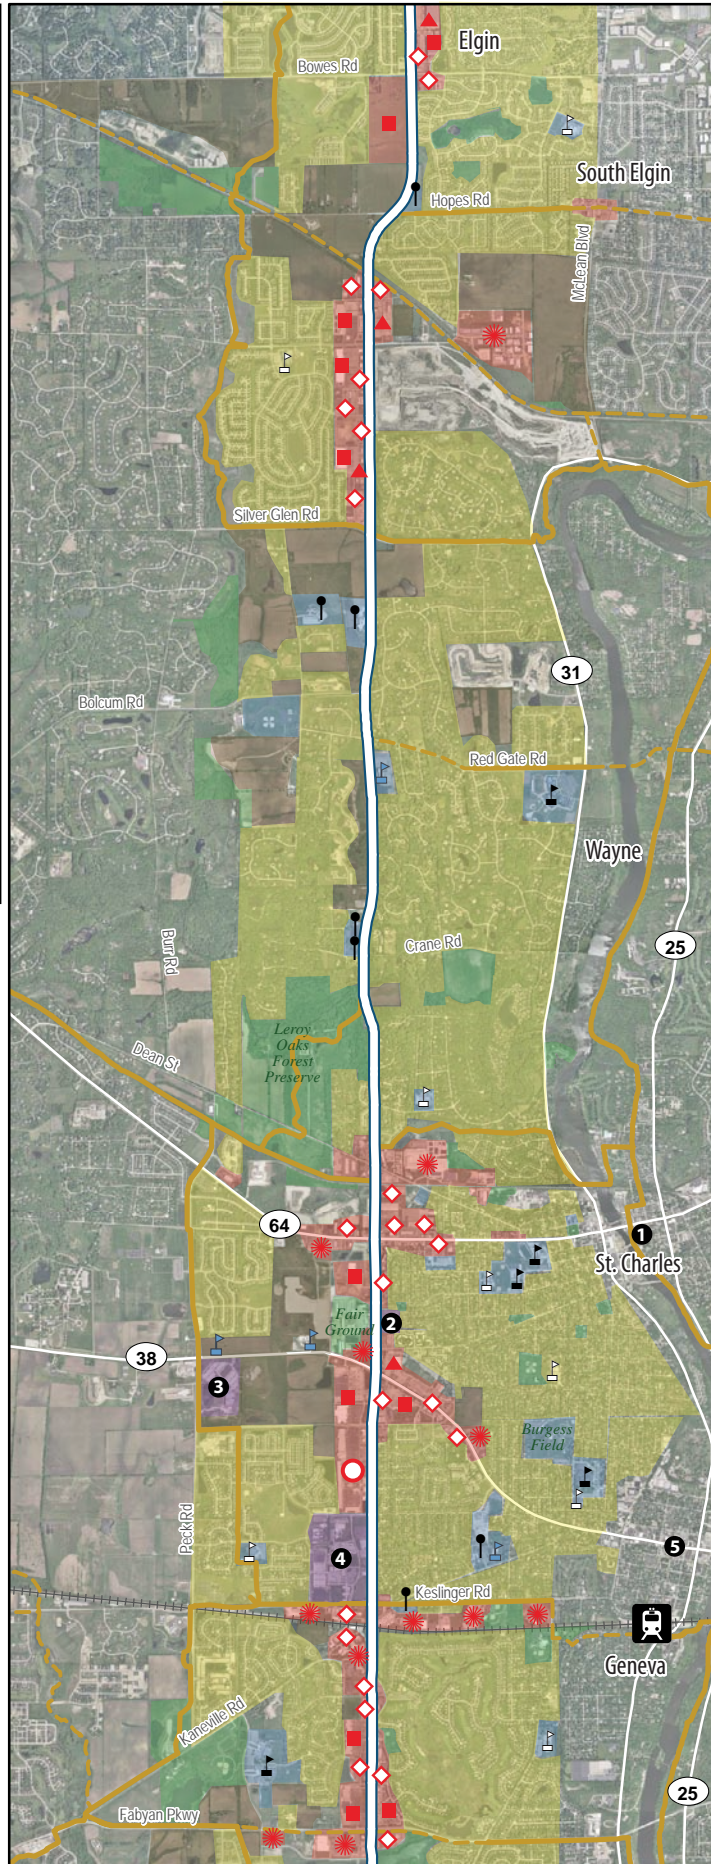 Elgin
Bowes Rd
South Elgin
Hopes Rd
McLean Blvd
Silver Glen Rd
31
Bolcum Rd
Red Gate Rd
Wayne
Burr Rd
Crane Rd
25
Leroy
Oaks
Forest
Preserve
Dean St
64
1
St. Charles
Fair
Ground
2
38
3
Burgess
Field
Peck Rd
4
5
Keslinger Rd
Geneva
Kaneville Rd
25
Fabyan Pkwy